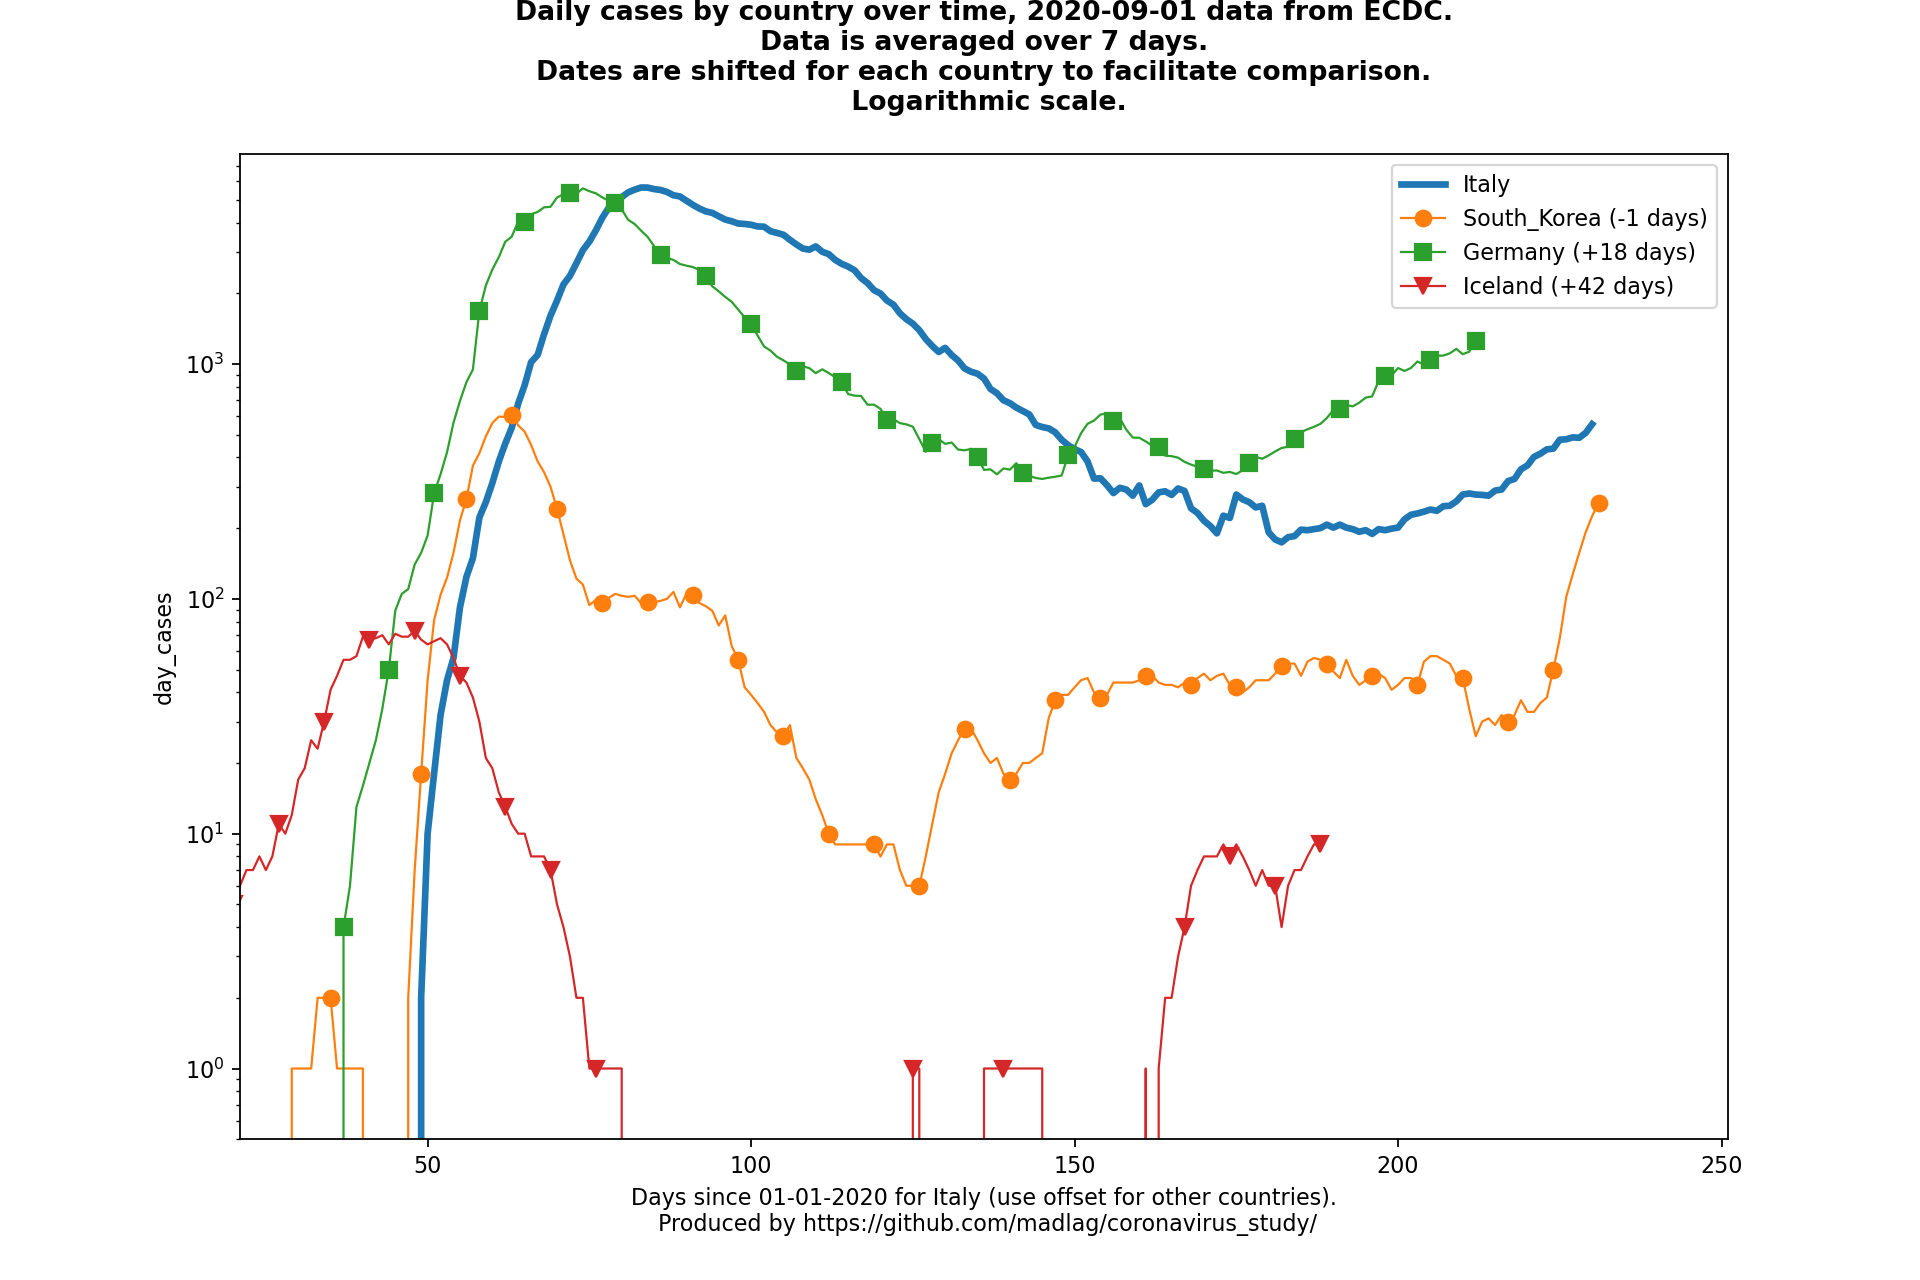 Daily cases by country over time, 2020-09-01 data from ECDC.
Data is averaged over 7 days.
Dates are shifted for each country to facilitate comparison.
Logarithmic scale.
Italy
South_Korea (-1 days)
Germany (+18 days)
Iceland (+42 days)
day_cases
10³
10²
10¹
10⁰
50
100
150
200
250
Days since 01-01-2020 for Italy (use offset for other countries).
Produced by https://github.com/madlag/coronavirus_study/